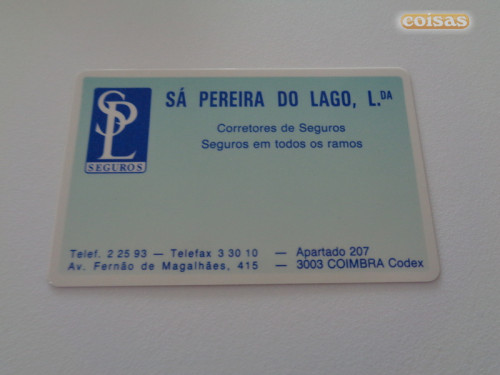 coisas
SÁ PEREIRA DO LAGO, L.DA
Corretores de Seguros
Seguros em todos os ramos
SPL
SEGUROS
Telef. 2 25 93 — Telefax 3 30 10 — Apartado 207
Av. Fernão de Magalhães, 415 — 3003 COIMBRA Codex